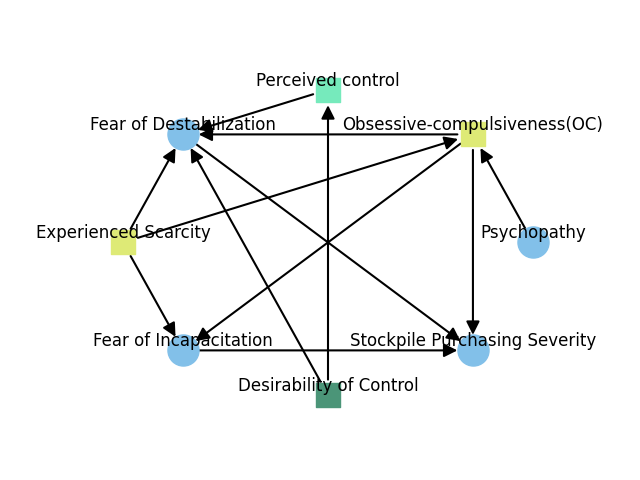 Perceived control
Fear of Destabilization
Obsessive-compulsiveness(OC)
Experienced Scarcity
Psychopathy
Fear of Incapacitation
Stockpile Purchasing Severity
Desirability of Control